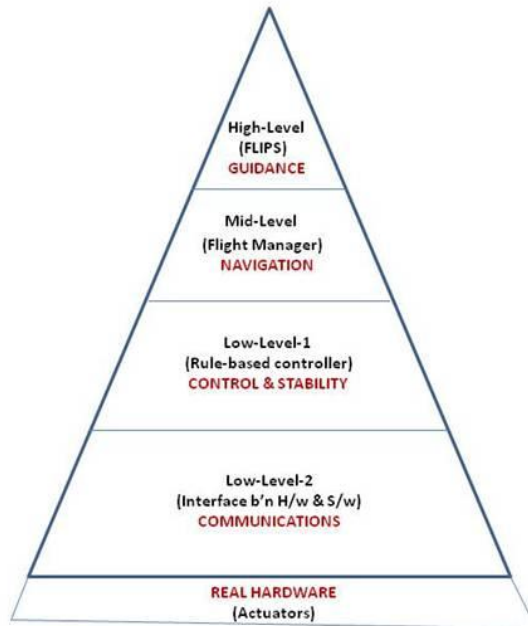 High-Level
(FLIPS)
GUIDANCE
Mid-Level
(Flight Manager)
NAVIGATION
Low-Level-1
(Rule-based controller)
CONTROL & STABILITY
Low-Level-2
(Interface b'n H/w & S/w)
COMMUNICATIONS
REAL HARDWARE
(Actuators)